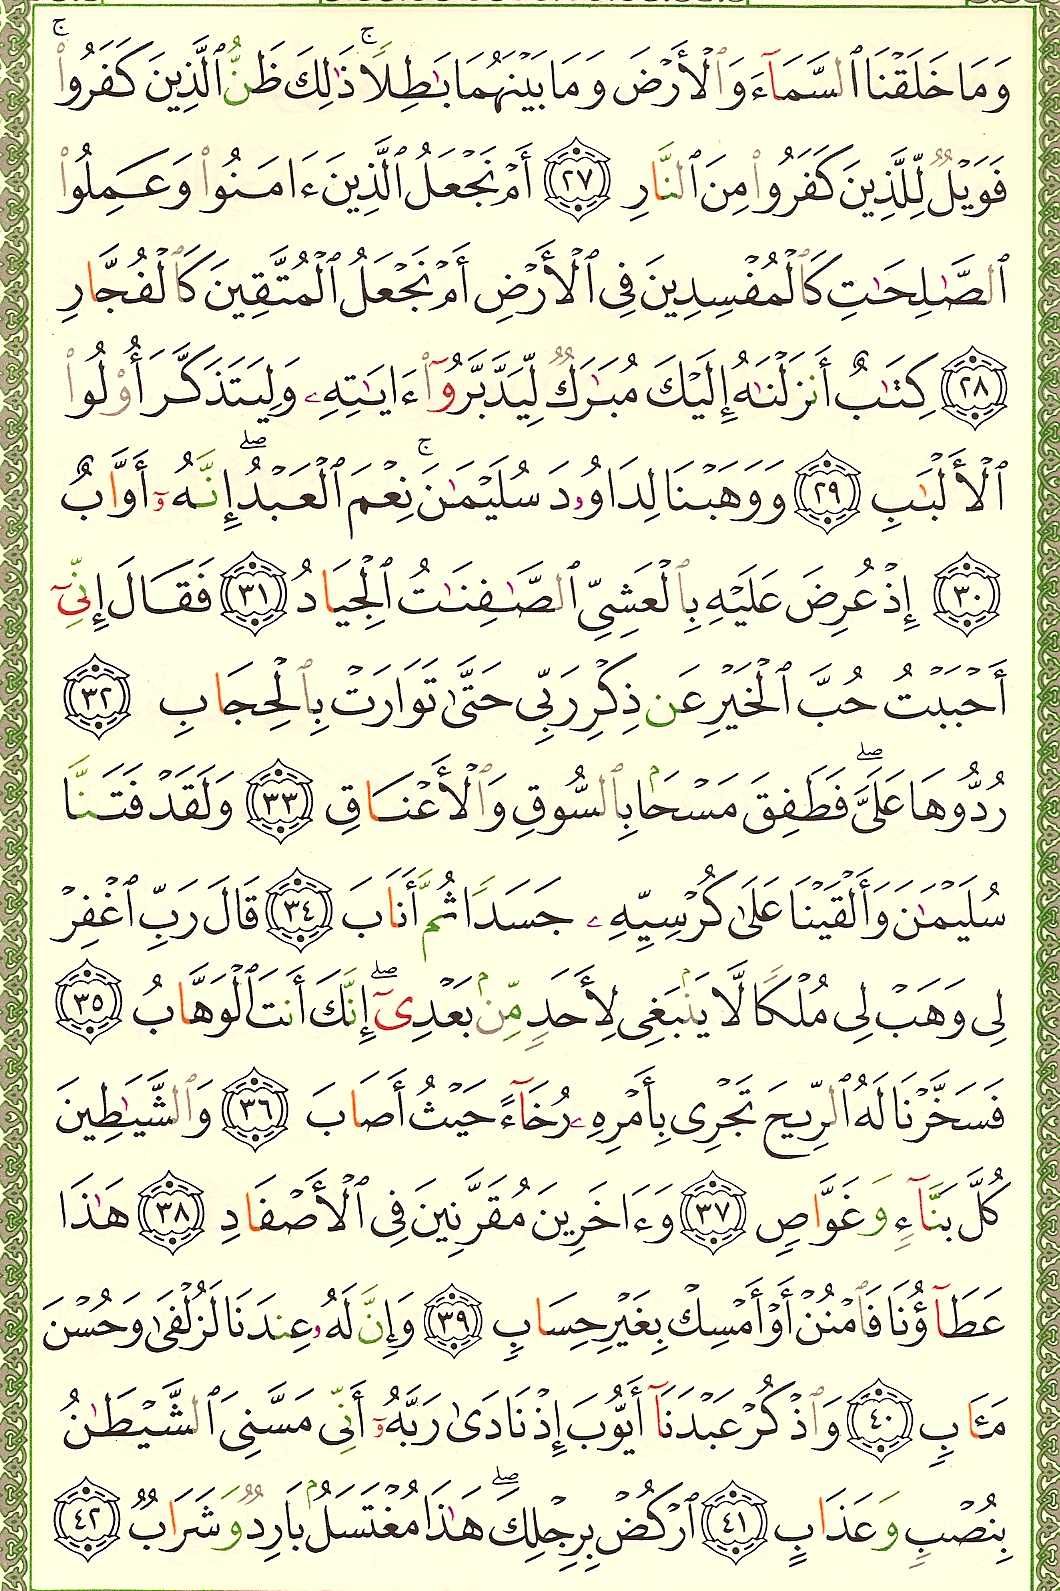 وَمَا خَلَقْنَا ٱلسَّمَآءَ وَٱلْأَرْضَ وَمَا بَيْنَهُمَا بَٰطِلًا ۚ ذَٰلِكَ ظَنُّ ٱلَّذِينَ كَفَرُوا۟ ۚ
فَوَيْلٌ لِّلَّذِينَ كَفَرُوا۟ مِنَ ٱلنَّارِ ٢٧ أَمْ نَجْعَلُ ٱلَّذِينَ ءَامَنُوا۟ وَعَمِلُوا۟
ٱلصَّٰلِحَٰتِ كَٱلْمُفْسِدِينَ فِى ٱلْأَرْضِ أَمْ نَجْعَلُ ٱلْمُتَّقِينَ كَٱلْفُجَّارِ
٢٨ كِتَٰبٌ أَنزَلْنَٰهُ إِلَيْكَ مُبَٰرَكٌ لِّيَدَّبَّرُوٓا۟ ءَايَٰتِهِۦ وَلِيَتَذَكَّرَ أُو۟لُوا۟
ٱلْأَلْبَٰبِ ٢٩ وَوَهَبْنَا لِدَاوُۥدَ سُلَيْمَٰنَ ۚ نِعْمَ ٱلْعَبْدُ ۖ إِنَّهُۥٓ أَوَّابٌ
٣٠ إِذْ عُرِضَ عَلَيْهِ بِٱلْعَشِىِّ ٱلصَّٰفِنَٰتُ ٱلْجِيَادُ ٣١ فَقَالَ إِنِّىٓ
أَحْبَبْتُ حُبَّ ٱلْخَيْرِ عَن ذِكْرِ رَبِّى حَتَّىٰ تَوَارَتْ بِٱلْحِجَابِ ٣٢
رُدُّوهَا عَلَىَّ ۖ فَطَفِقَ مَسْحًۢا بِٱلسُّوقِ وَٱلْأَعْنَاقِ ٣٣ وَلَقَدْ فَتَنَّا
سُلَيْمَٰنَ وَأَلْقَيْنَا عَلَىٰ كُرْسِيِّهِۦ جَسَدًا ثُمَّ أَنَابَ ٣٤ قَالَ رَبِّ ٱغْفِرْ
لِى وَهَبْ لِى مُلْكًا لَّا يَنۢبَغِى لِأَحَدٍ مِّنۢ بَعْدِىٓ ۖ إِنَّكَ أَنتَ ٱلْوَهَّابُ ٣٥
فَسَخَّرْنَا لَهُ ٱلرِّيحَ تَجْرِى بِأَمْرِهِۦ رُخَآءً حَيْثُ أَصَابَ ٣٦ وَٱلشَّيَٰطِينَ
كُلَّ بَنَّآءٍ وَغَوَّاصٍ ٣٧ وَءَاخَرِينَ مُقَرَّنِينَ فِى ٱلْأَصْفَادِ ٣٨ هَٰذَا
عَطَآؤُنَا فَٱمْنُنْ أَوْ أَمْسِكْ بِغَيْرِ حِسَابٍ ٣٩ وَإِنَّ لَهُۥ عِندَنَا لَزُلْفَىٰ وَحُسْنَ
مَـَٔابٍ ٤٠ وَٱذْكُرْ عَبْدَنَآ أَيُّوبَ إِذْ نَادَىٰ رَبَّهُۥٓ أَنِّى مَسَّنِىَ ٱلشَّيْطَٰنُ
بِنُصْبٍ وَعَذَابٍ ٤١ ٱرْكُضْ بِرِجْلِكَ ۖ هَٰذَا مُغْتَسَلٌۢ بَارِدٌ وَشَرَابٌ ٤٢